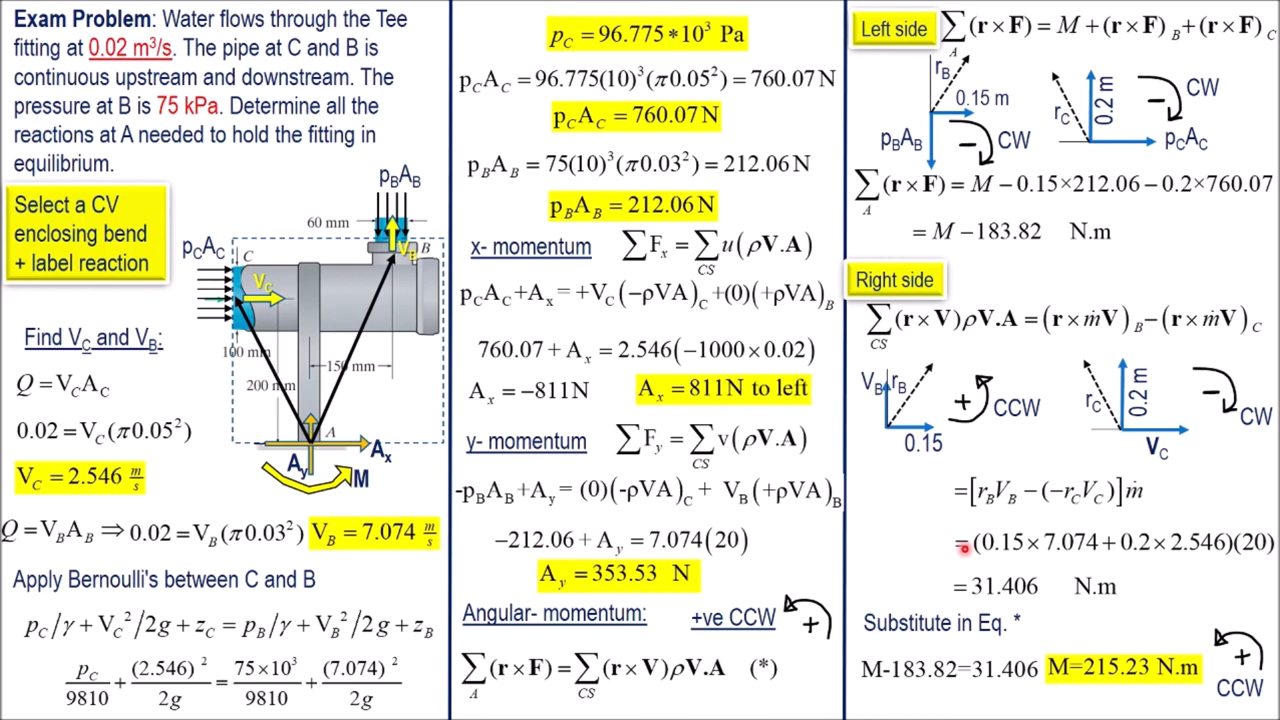 Exam Problem: Water flows through the Tee
fitting at 0.02 m³/s. The pipe at C and B is
continuous upstream and downstream. The
pressure at B is 75 kPa. Determine all the
reactions at A needed to hold the fitting in
equilibrium.
Select a CV
enclosing bend
+ label reaction
p_BA_B
60 mm
p_CA_C
C
V_B
B
V_C
100 mm
150 mm
200 mm
A
A_x
A_y
M
Find V_C and V_B:
Q = V_CA_C
0.02 = V_C(π0.05²)
V_C = 2.546 m/s
Q = V_BA_B ⇒ 0.02 = V_B(π0.03²) V_B = 7.074 m/s
Apply Bernoulli's between C and B
p_C/γ + V_C²/2g + z_C = p_B/γ + V_B²/2g + z_B
p_C/9810 + (2.546)²/2g = 75×10³/9810 + (7.074)²/2g
p_C = 96.775*10³ Pa
p_CA_C = 96.775(10)³(π0.05²) = 760.07 N
p_CA_C = 760.07 N
p_BA_B = 75(10)³(π0.03²) = 212.06 N
p_BA_B = 212.06 N
x- momentum ∑F_x = ∑_CS u(ρV.A)
p_CA_C+A_x= +V_C(−ρVA)_C +(0)(+ρVA)_B
760.07 + A_x = 2.546(−1000×0.02)
A_x = −811N A_x = 811N to left
y- momentum ∑F_y = ∑_CS v(ρV.A)
-p_BA_B+A_y= (0)(-ρVA)_C + V_B(+ρVA)_B
−212.06 + A_y = 7.074(20)
A_y = 353.53 N
Angular- momentum: +ve CCW +
∑_A (r×F) = ∑_CS (r×V)ρV.A (*)
Left side ∑_A (r×F) = M +(r×F)_B +(r×F)_C
r_B
0.15 m
p_BA_B
− CW
r_C
0.2 m
p_CA_C
− CW
∑_A (r×F) = M − 0.15×212.06 − 0.2×760.07
= M −183.82 N.m
Right side
∑_CS (r×V)ρV.A = (r×ṁV)_B −(r×ṁV)_C
V_B r_B
0.15
+ CCW
r_C
0.2 m
V_C
− CW
=[r_BV_B −(−r_CV_C)]ṁ
= (0.15×7.074+0.2×2.546)(20)
= 31.406 N.m
Substitute in Eq. *
M-183.82=31.406 M=215.23 N.m
+
CCW